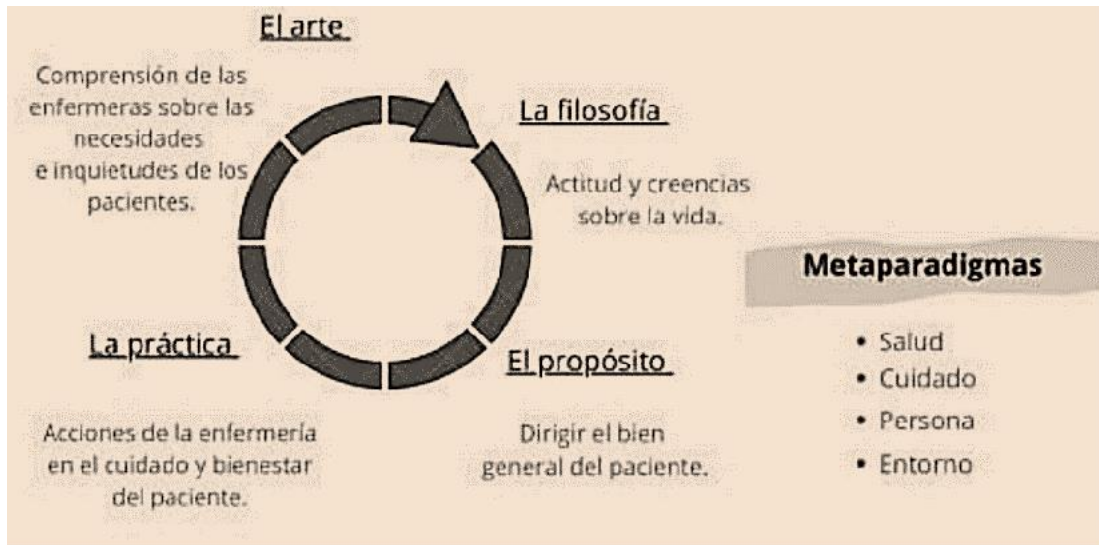 El arte
Comprensión de las
enfermeras sobre las
necesidades
e inquietudes de los
pacientes.
La filosofía
Actitud y creencias
sobre la vida.
Metaparadigmas
• Salud
• Cuidado
• Persona
• Entorno
La práctica
El propósito
Acciones de la enfermería
en el cuidado y bienestar
del paciente.
Dirigir el bien
general del paciente.